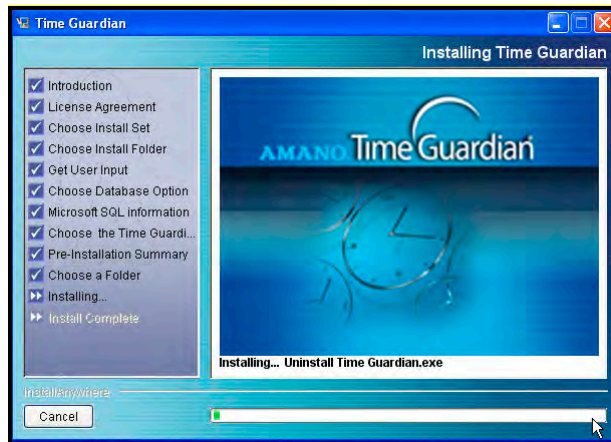 Time Guardian
Installing Time Guardian
Introduction
License Agreement
Choose Install Set
Choose Install Folder
Get User Input
Choose Database Option
Microsoft SQL information
Choose the Time Guardi...
Pre-Installation Summary
Choose a Folder
Installing...
Install Complete
AMANO Time Guardian
Installing... Uninstall Time Guardian.exe
InstallAnywhere
Cancel